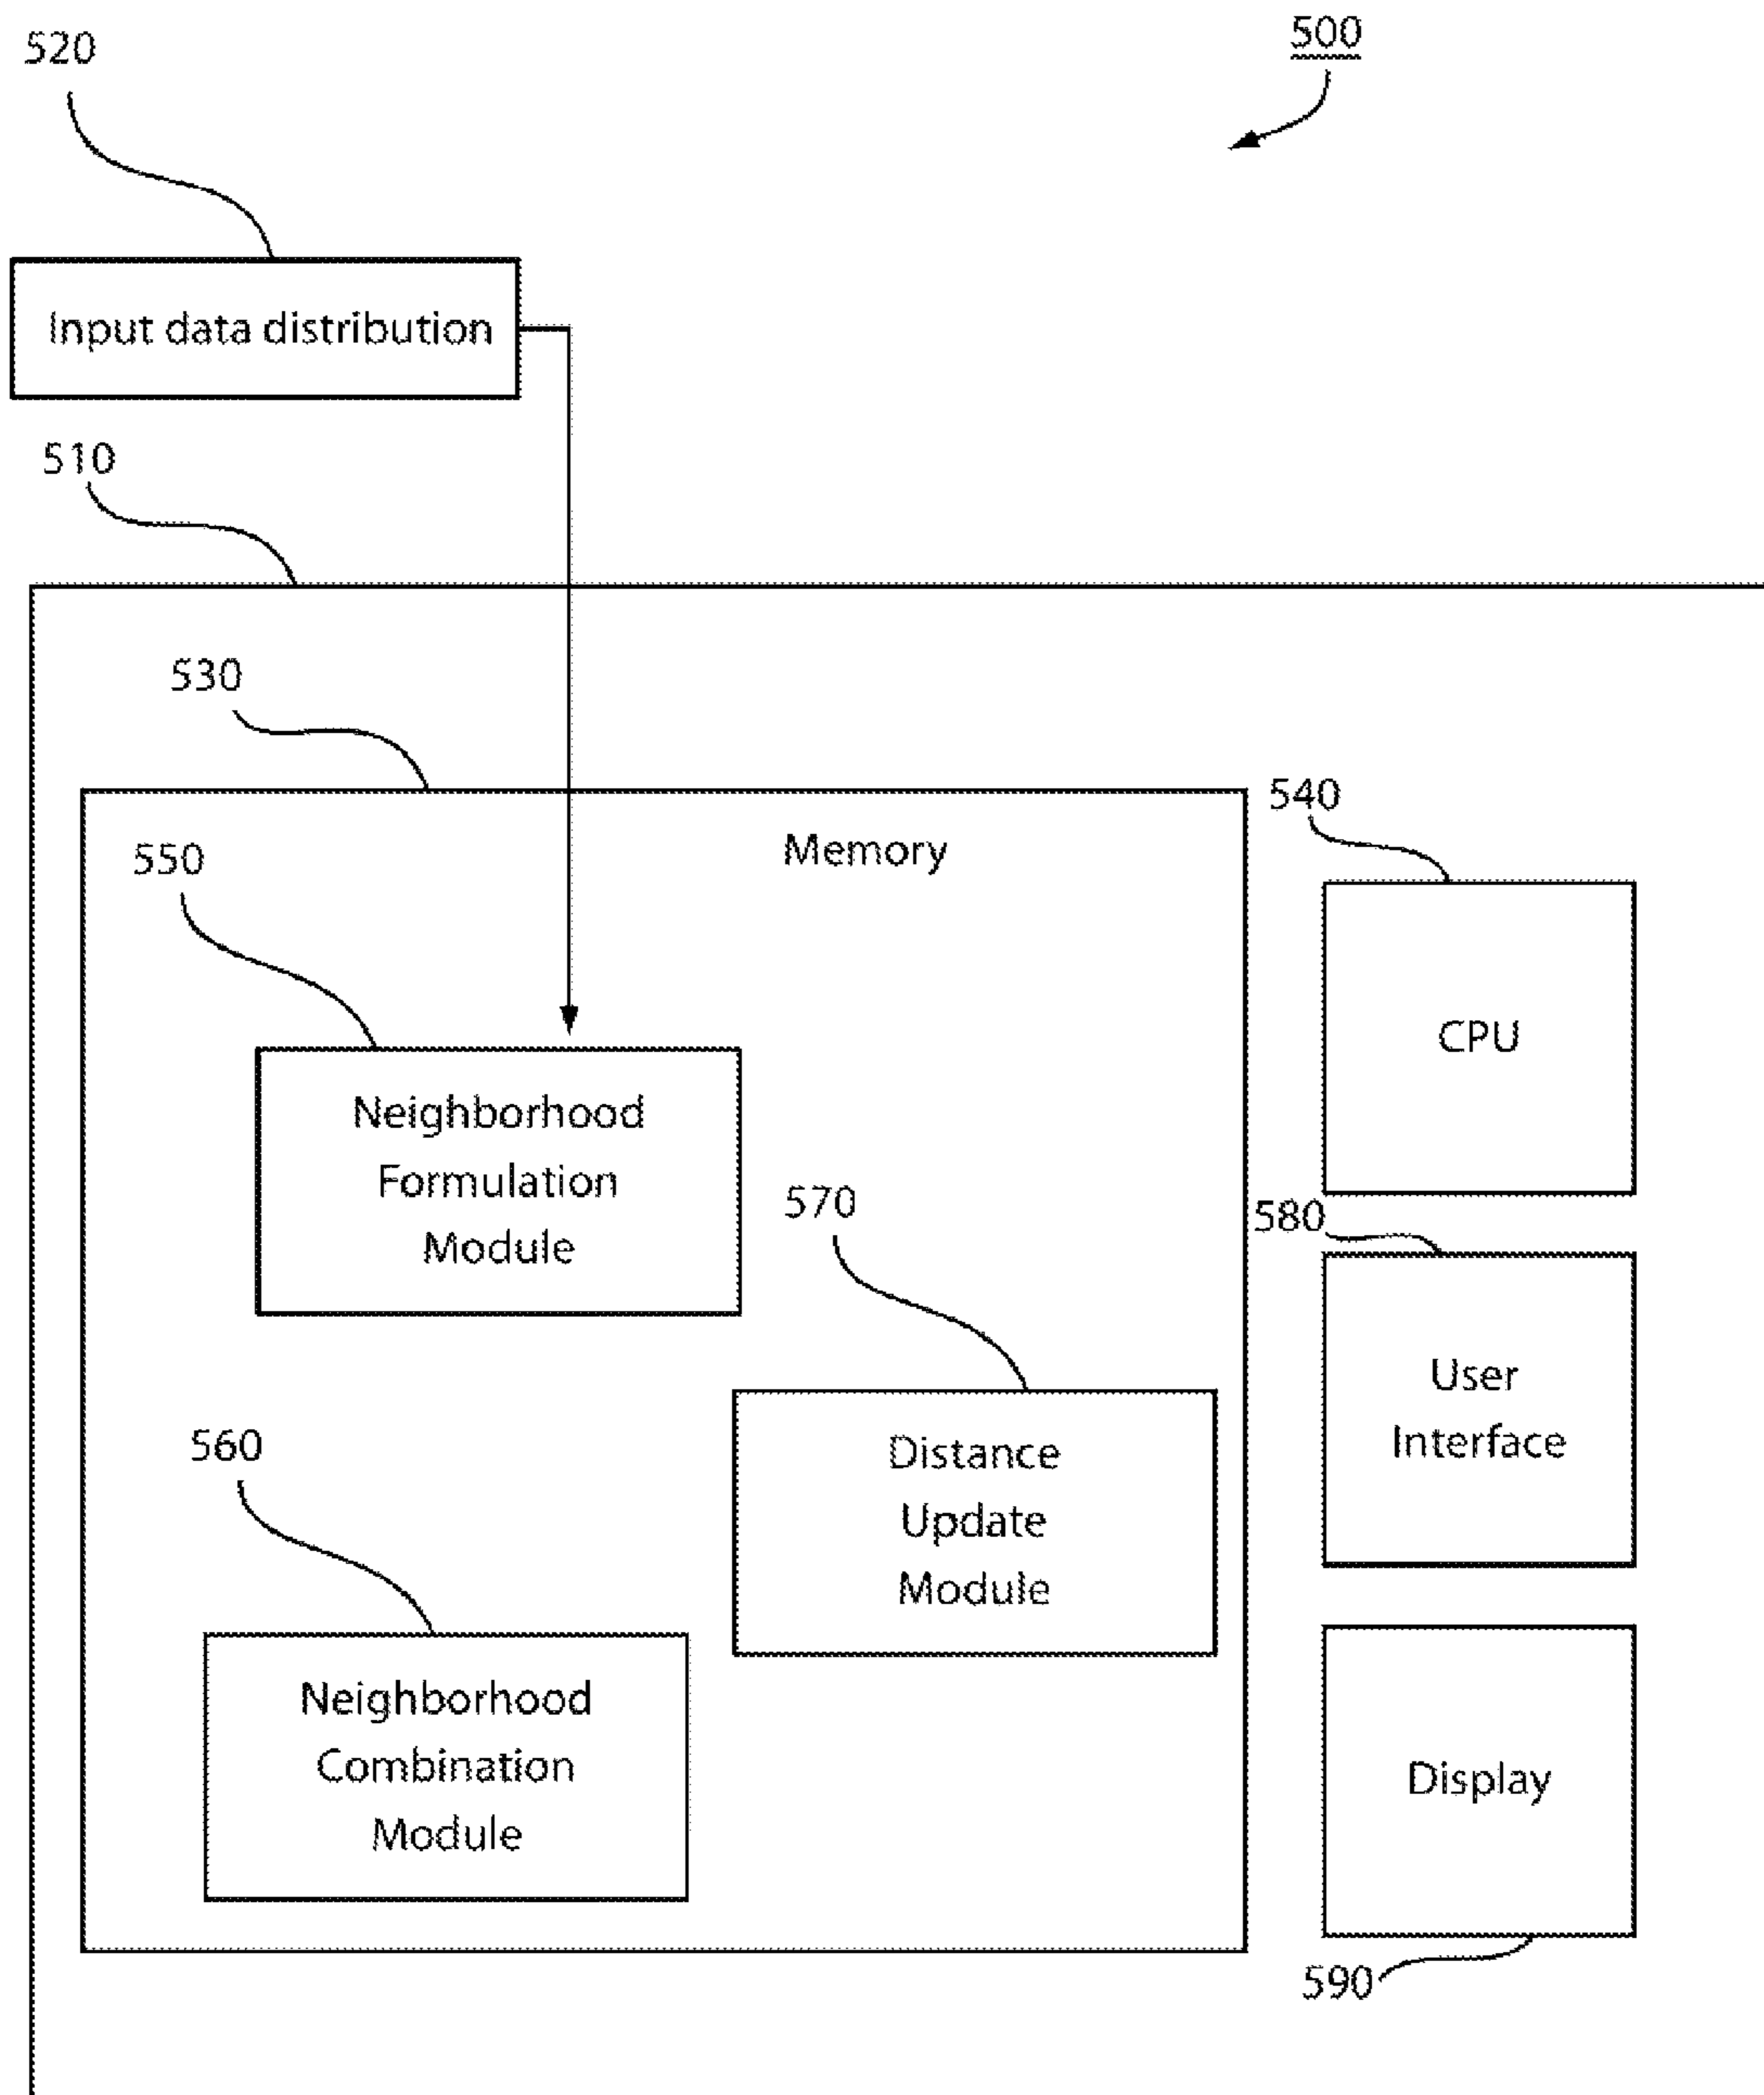 520
500
Input data distribution
510
530
540
Memory
550
CPU
Neighborhood
Formulation
Module
570
580
User
Interface
560
Distance
Update
Module
Neighborhood
Combination
Module
Display
590